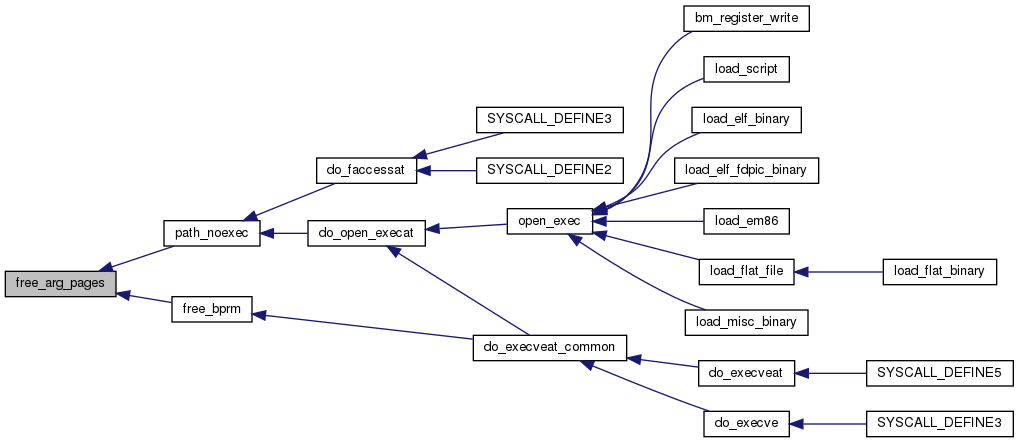 bm_register_write
load_script
SYSCALL_DEFINE3
load_elf_binary
do_faccessat
SYSCALL_DEFINE2
load_elf_fdpic_binary
path_noexec
do_open_execat
open_exec
load_em86
free_arg_pages
load_flat_file
load_flat_binary
free_bprm
load_misc_binary
do_execveat_common
do_execveat
SYSCALL_DEFINE5
do_execve
SYSCALL_DEFINE3